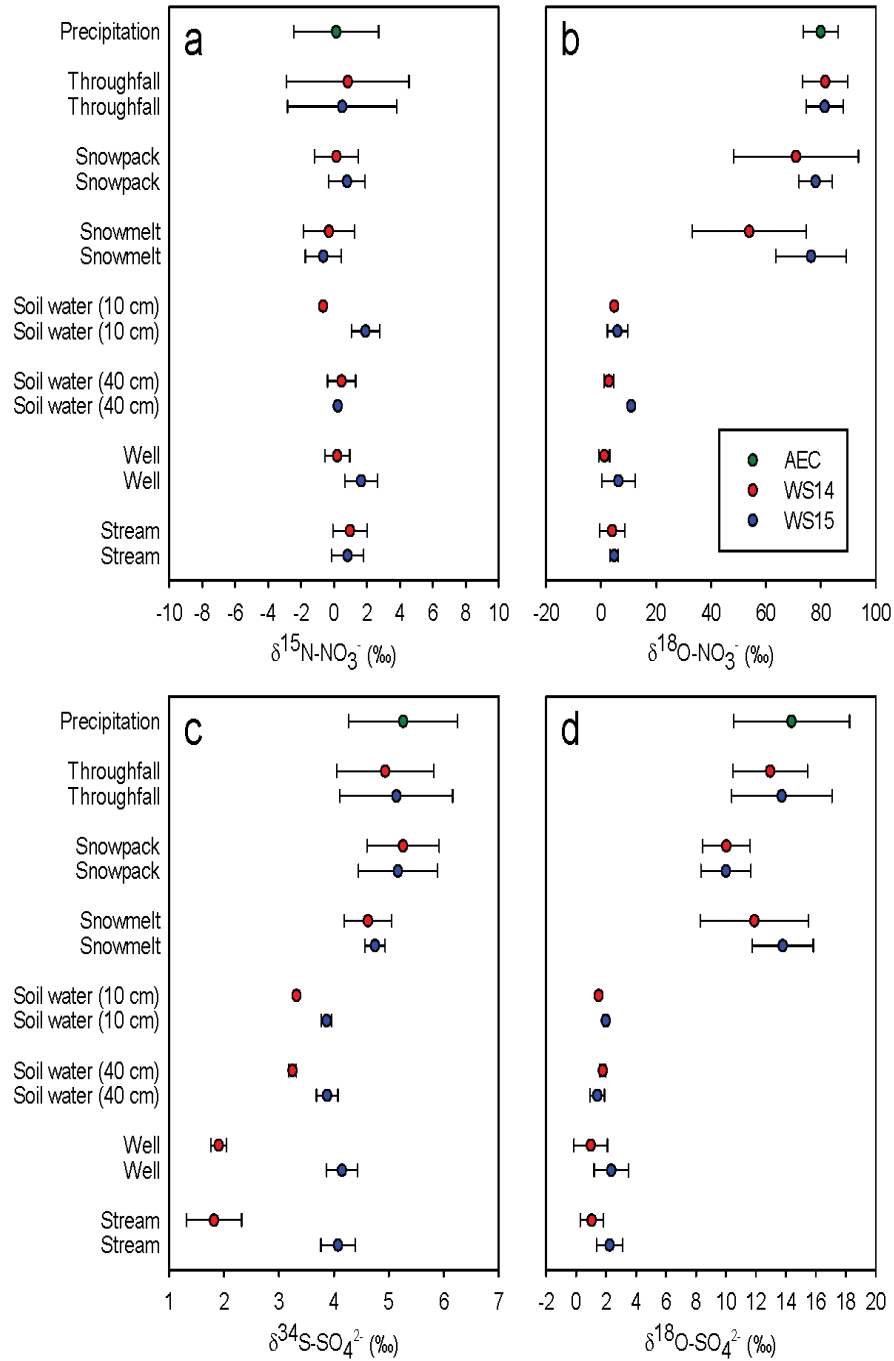 a
Precipitation
Throughfall
Throughfall
Snowpack
Snowpack
Snowmelt
Snowmelt
Soil water (10 cm)
Soil water (10 cm)
Soil water (40 cm)
Soil water (40 cm)
Well
Well
Stream
Stream
-10 -8 -6 -4 -2 0 2 4 6 8 10
δ¹⁵N-NO₃⁻ (‰)
b
AEC
WS14
WS15
-20 0 20 40 60 80 100
δ¹⁸O-NO₃⁻ (‰)
c
Precipitation
Throughfall
Throughfall
Snowpack
Snowpack
Snowmelt
Snowmelt
Soil water (10 cm)
Soil water (10 cm)
Soil water (40 cm)
Soil water (40 cm)
Well
Well
Stream
Stream
1 2 3 4 5 6 7
δ³⁴S-SO₄²⁻ (‰)
d
-2 0 2 4 6 8 10 12 14 16 18 20
δ¹⁸O-SO₄²⁻ (‰)